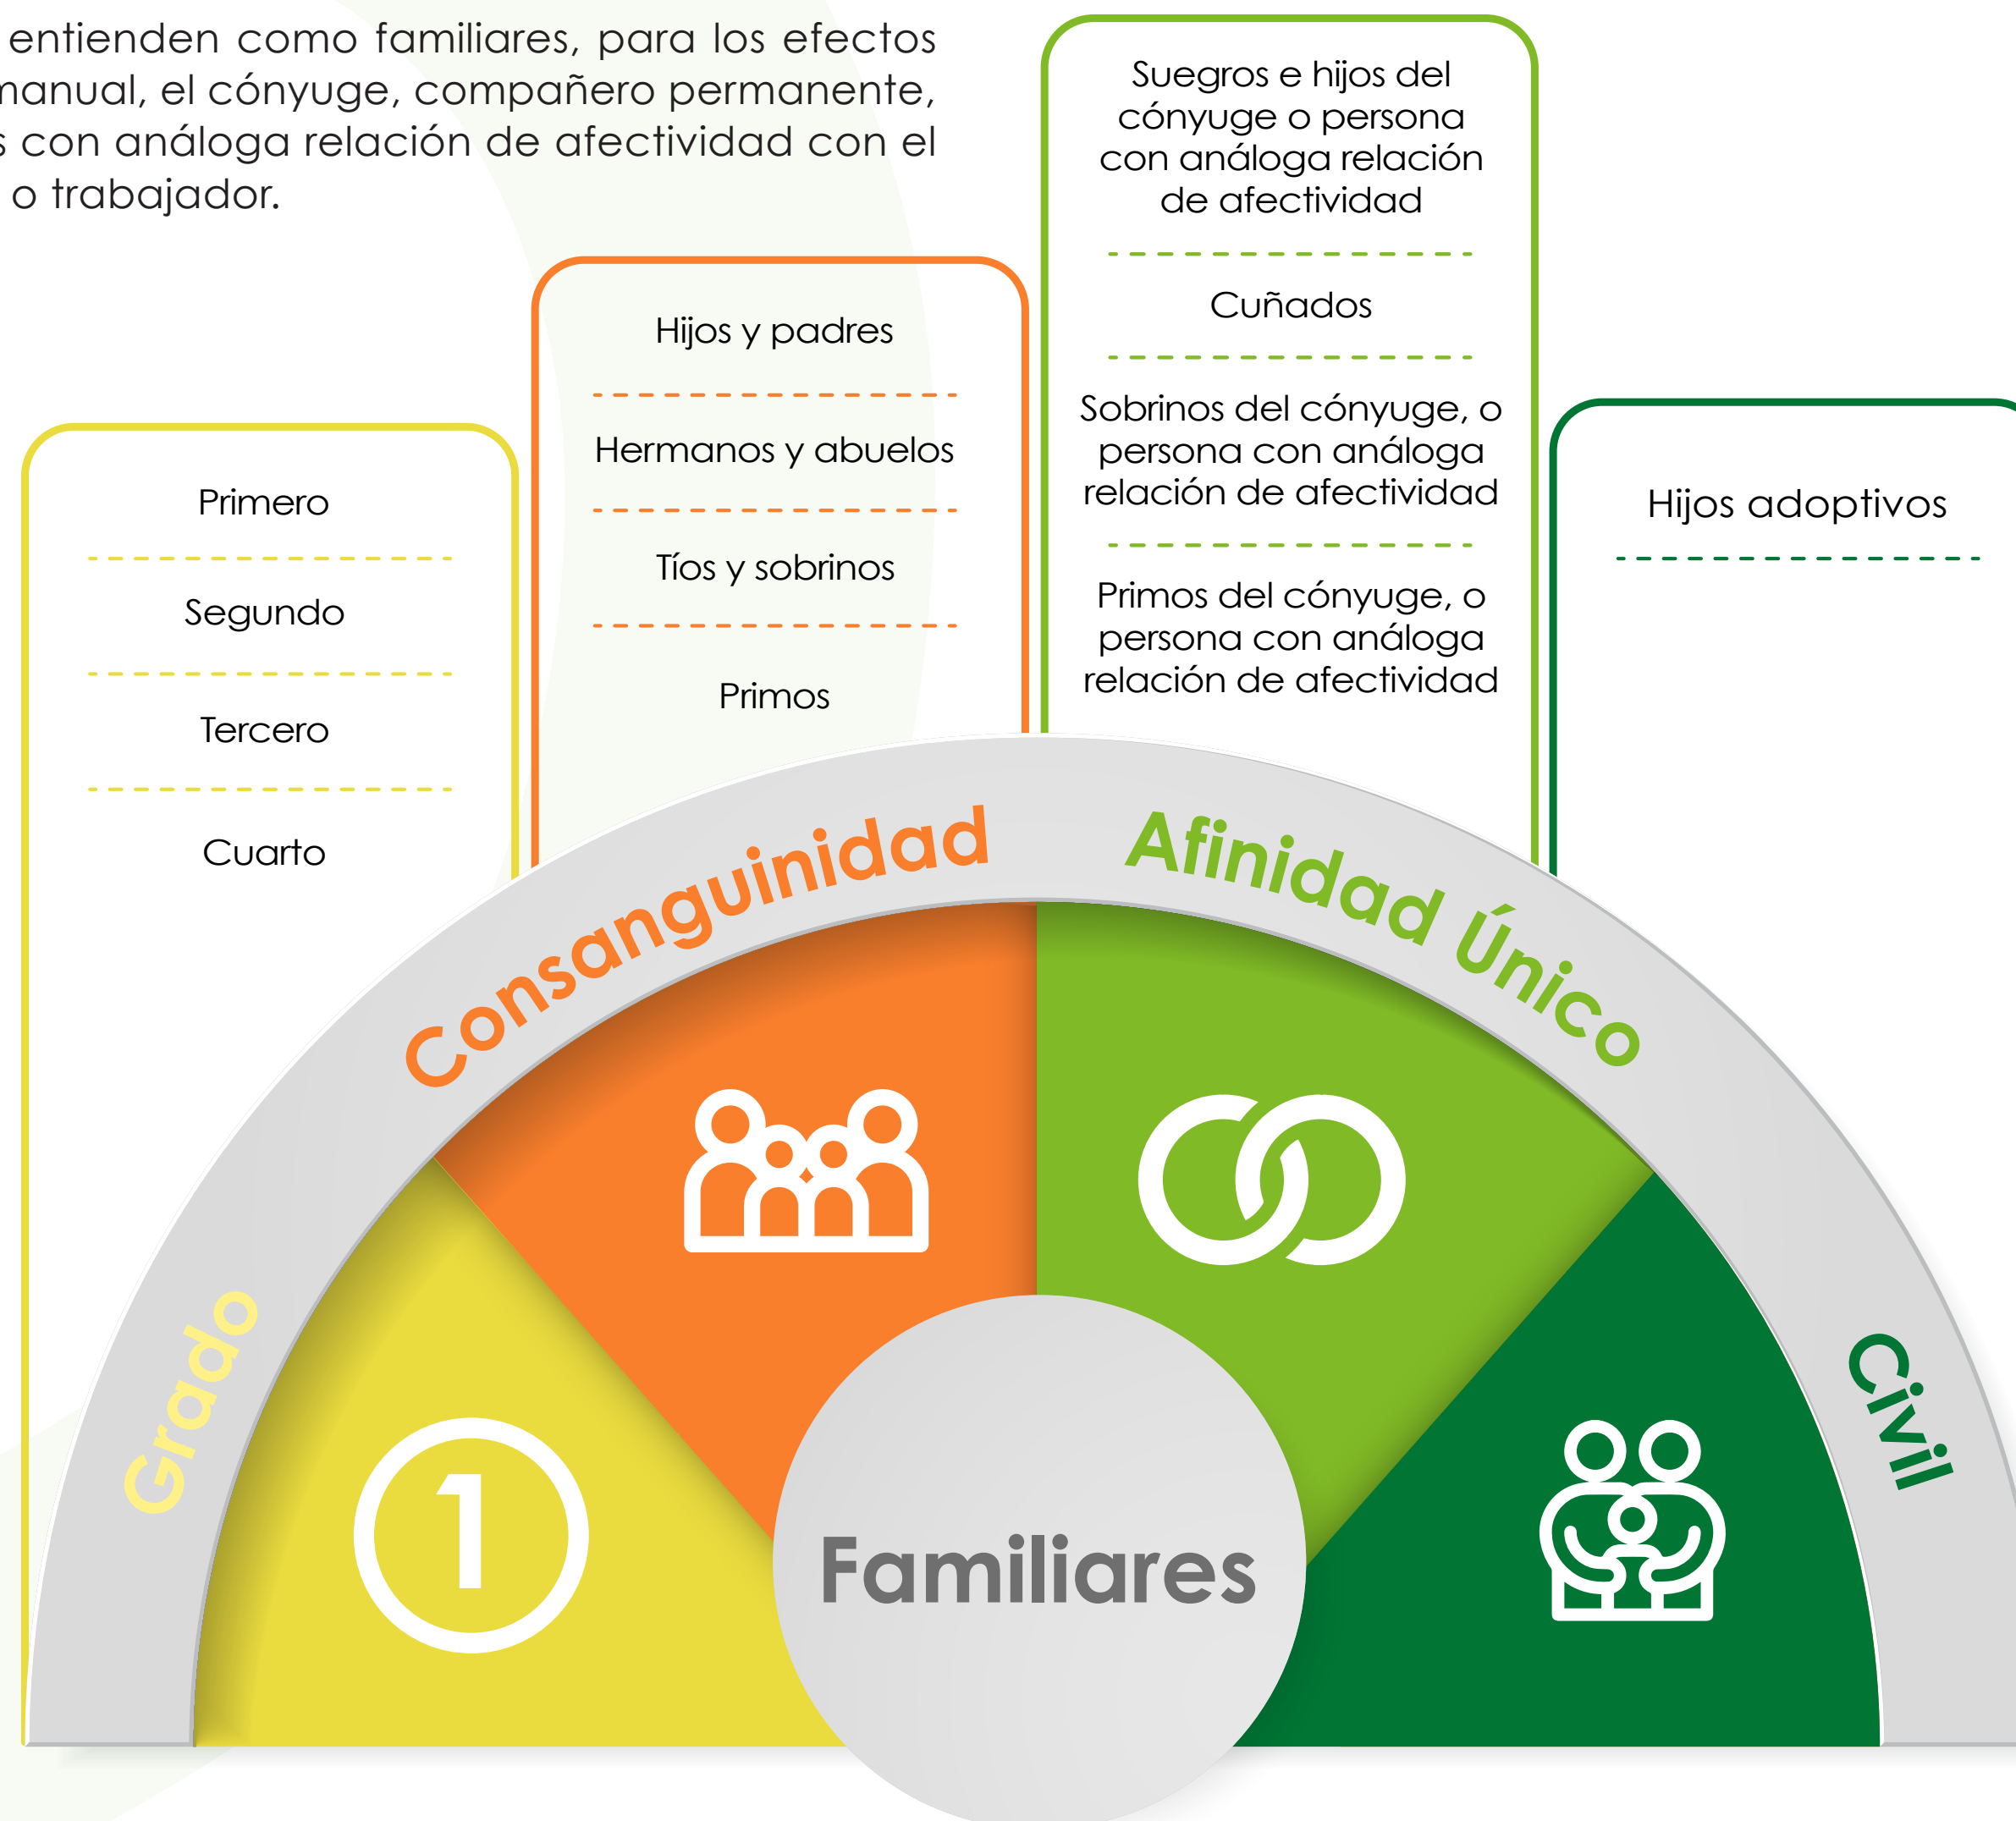 entienden como familiares, para los efectos
manual, el cónyuge, compañero permanente,
s con análoga relación de afectividad con el
o trabajador.
Primero
Segundo
Tercero
Cuarto
Hijos y padres
Hermanos y abuelos
Tíos y sobrinos
Primos
Suegros e hijos del
cónyuge o persona
con análoga relación
de afectividad
Cuñados
Sobrinos del cónyuge, o
persona con análoga
relación de afectividad
Primos del cónyuge, o
persona con análoga
relación de afectividad
Hijos adoptivos
Grado
Consanguinidad
Afinidad Único
Civil
1
Familiares